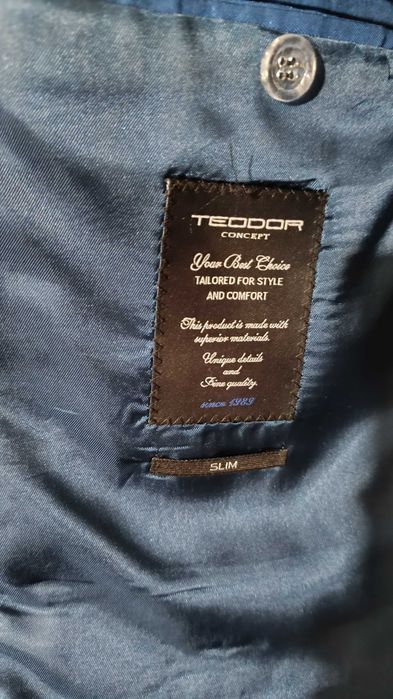 TEODOR
CONCEPT
Your Best Choice
TAILORED FOR STYLE
AND COMFORT
This product is made with
superior materials.
Unique details
and
Fine quality.
since 1989
SLIM